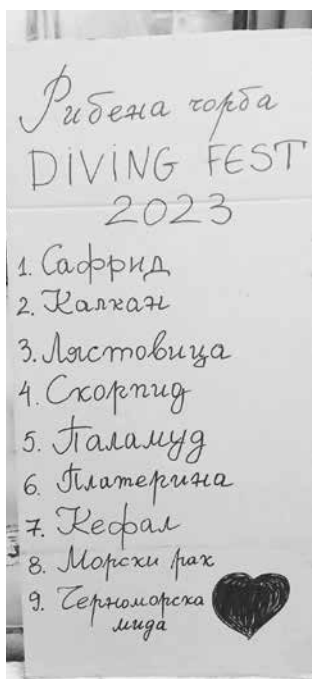 Рибена чорба
DIVING FEST
2023
1. Сафрид
2. Калкан
3. Лястовица
4. Скорпид
5. Паламуд
6. Платерина
7. Кефал
8. Морски рак
9. Черноморска
мида